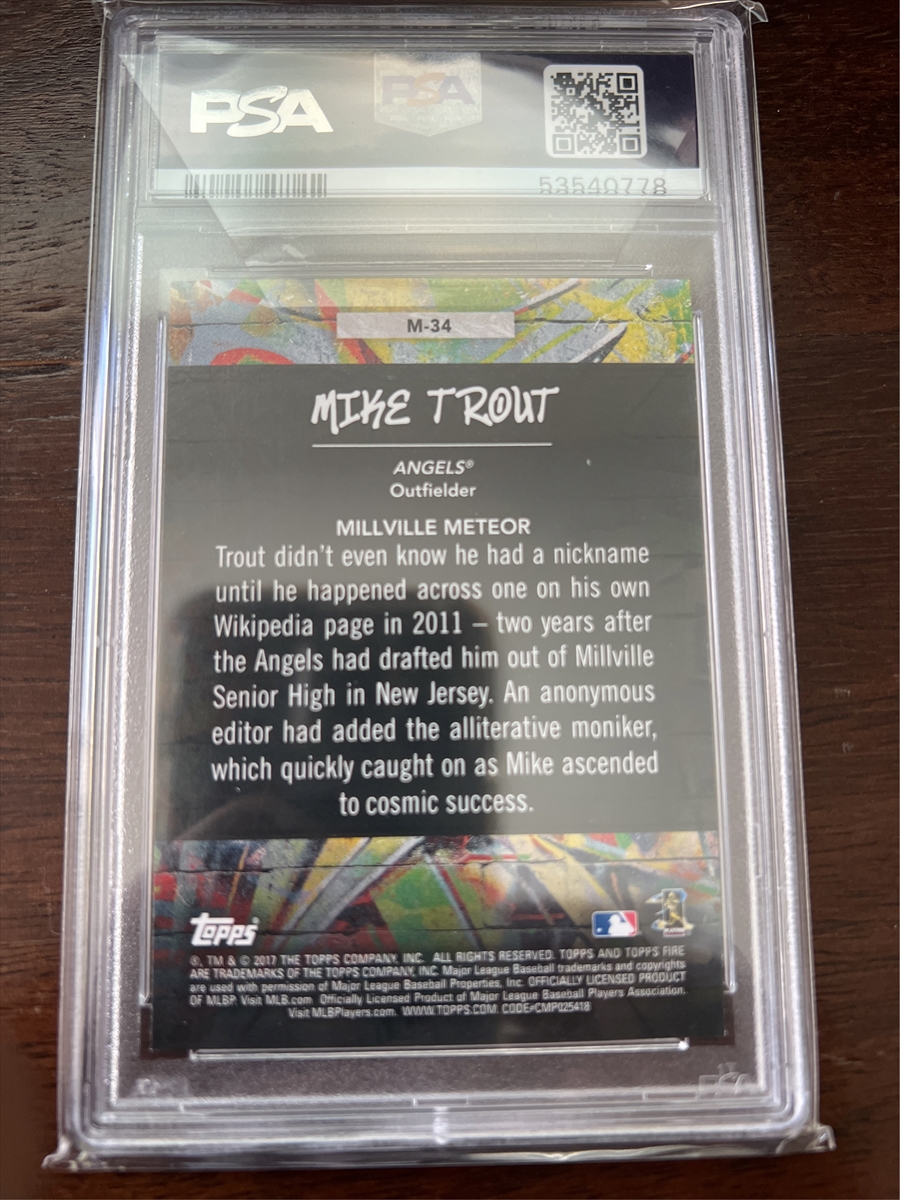 PSA
PSA
53540778
M-34
MIKE TROUT
ANGELS®
Outfielder
MILLVILLE METEOR
Trout didn't even know he had a nickname
until he happened across one on his own
Wikipedia page in 2011 – two years after
the Angels had drafted him out of Millville
Senior High in New Jersey. An anonymous
editor had added the alliterative moniker,
which quickly caught on as Mike ascended
to cosmic success.
topps
®, TM & © 2017 THE TOPPS COMPANY, INC. ALL RIGHTS RESERVED. TOPPS AND TOPPS FIRE
ARE TRADEMARKS OF THE TOPPS COMPANY, INC. Major League Baseball trademarks and copyrights
are used with permission of Major League Baseball Properties, Inc. OFFICIALLY LICENSED PRODUCT
OF MLBP Visit MLB.com. Officially Licensed Product of Major League Baseball Players Association.
Visit MLBPlayers.com. WWW.TOPPS.COM CODE#CMP025418